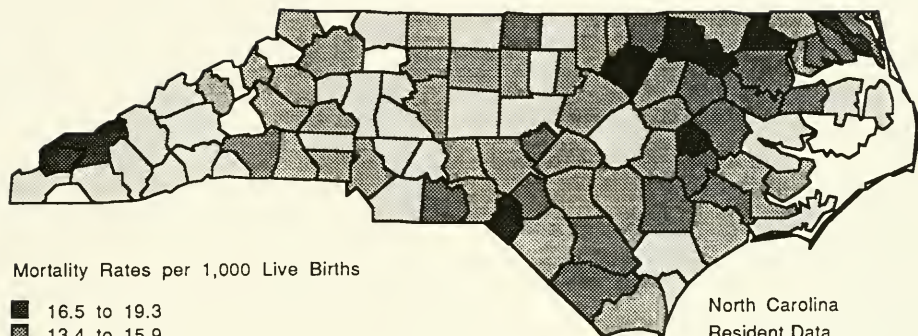 Mortality Rates per 1,000 Live Births
16.5 to 19.3
13.4 to 15.9
North Carolina
Resident Data